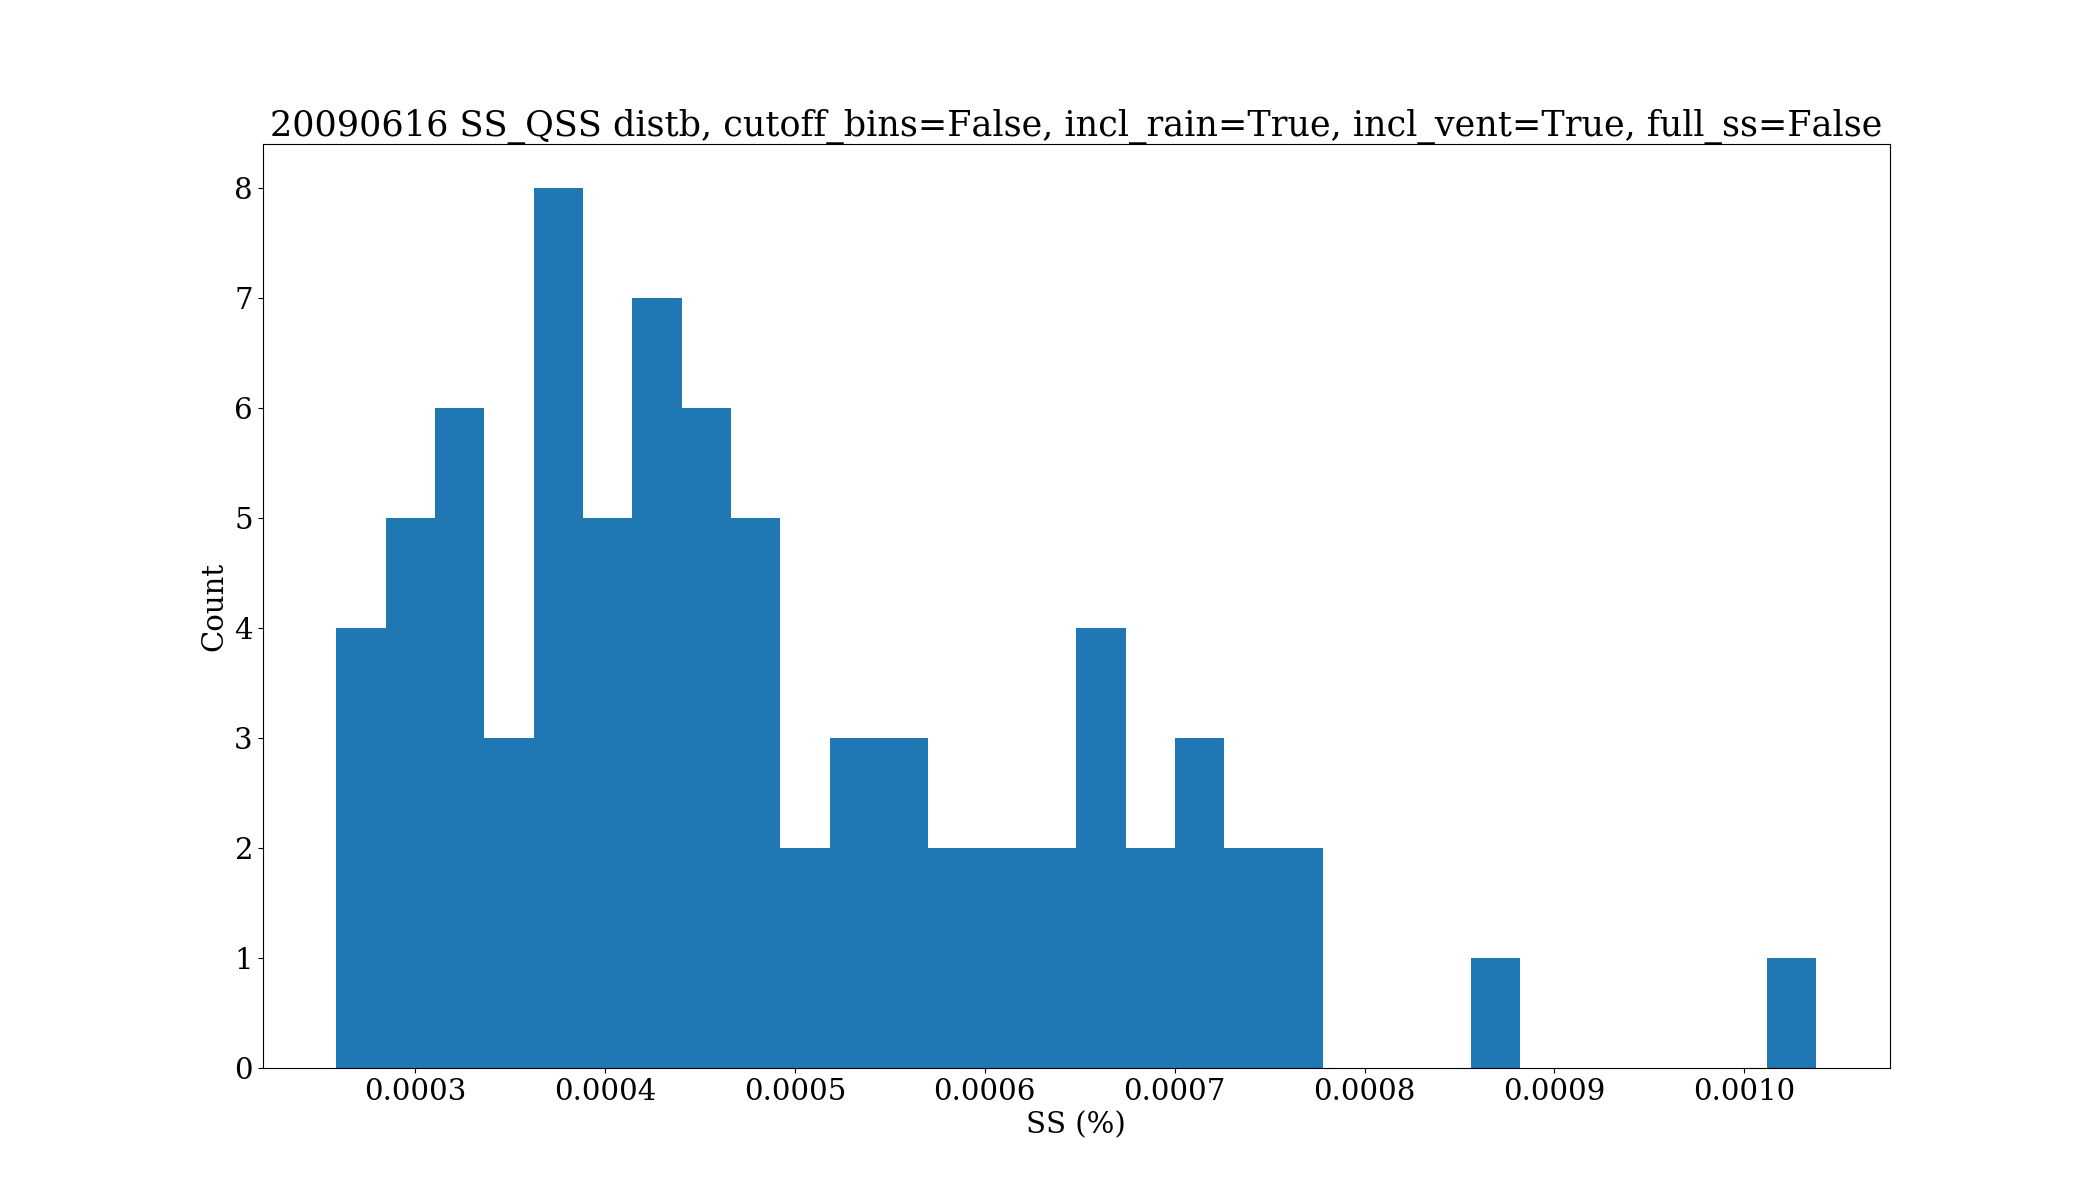 20090616 SS_QSS distb, cutoff_bins=False, incl_rain=True, incl_vent=True, full_ss=False
8
7
6
5
4
3
2
1
0
Count
0.0003 0.0004 0.0005 0.0006 0.0007 0.0008 0.0009 0.0010
SS (%)